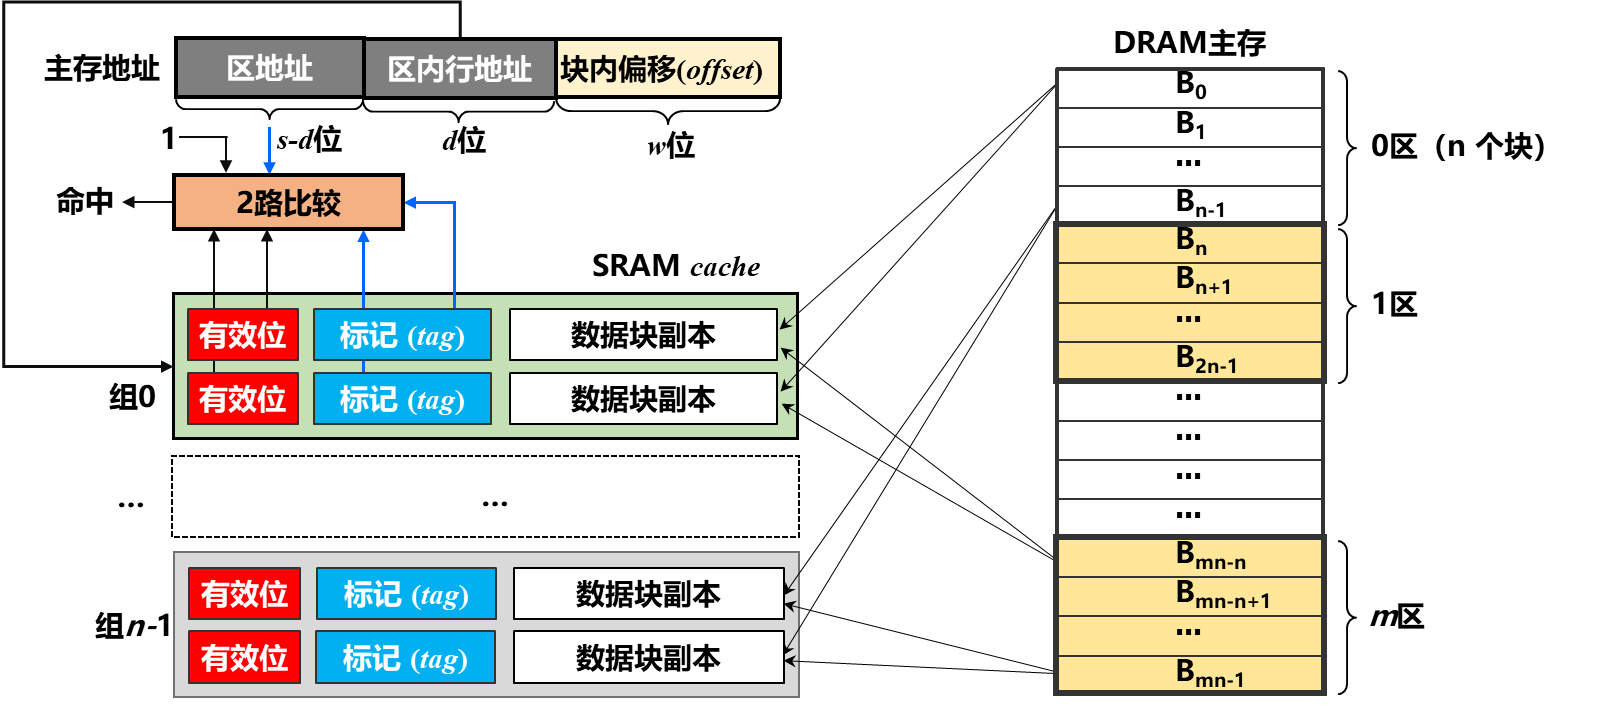 DRAM主存
主存地址
区地址
区内行地址
块内偏移(offset)
1
s-d位
d位
w位
命中
2路比较
SRAM cache
有效位
标记 (tag)
数据块副本
有效位
标记 (tag)
数据块副本
组0
...
...
有效位
标记 (tag)
数据块副本
组n-1
有效位
标记 (tag)
数据块副本
B0
B1
...
Bn-1
0区（n 个块）
Bn
Bn+1
...
B2n-1
1区
...
...
...
...
Bmn-n
Bmn-n+1
...
Bmn-1
m区